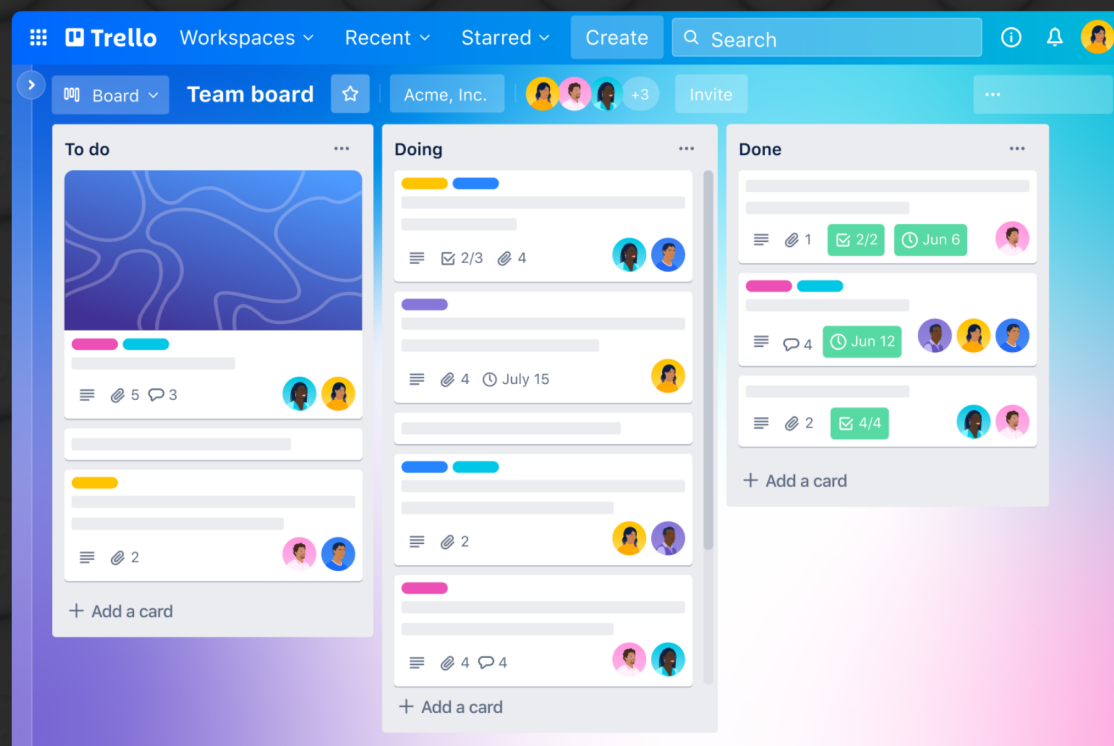 Trello Workspaces Recent Starred Create Search
Board Team board Acme, Inc. +3 Invite
To do
5 3
2
+ Add a card
Doing
2/3 4
4 July 15
2
4 4
+ Add a card
Done
1 2/2 Jun 6
4 Jun 12
2 4/4
+ Add a card